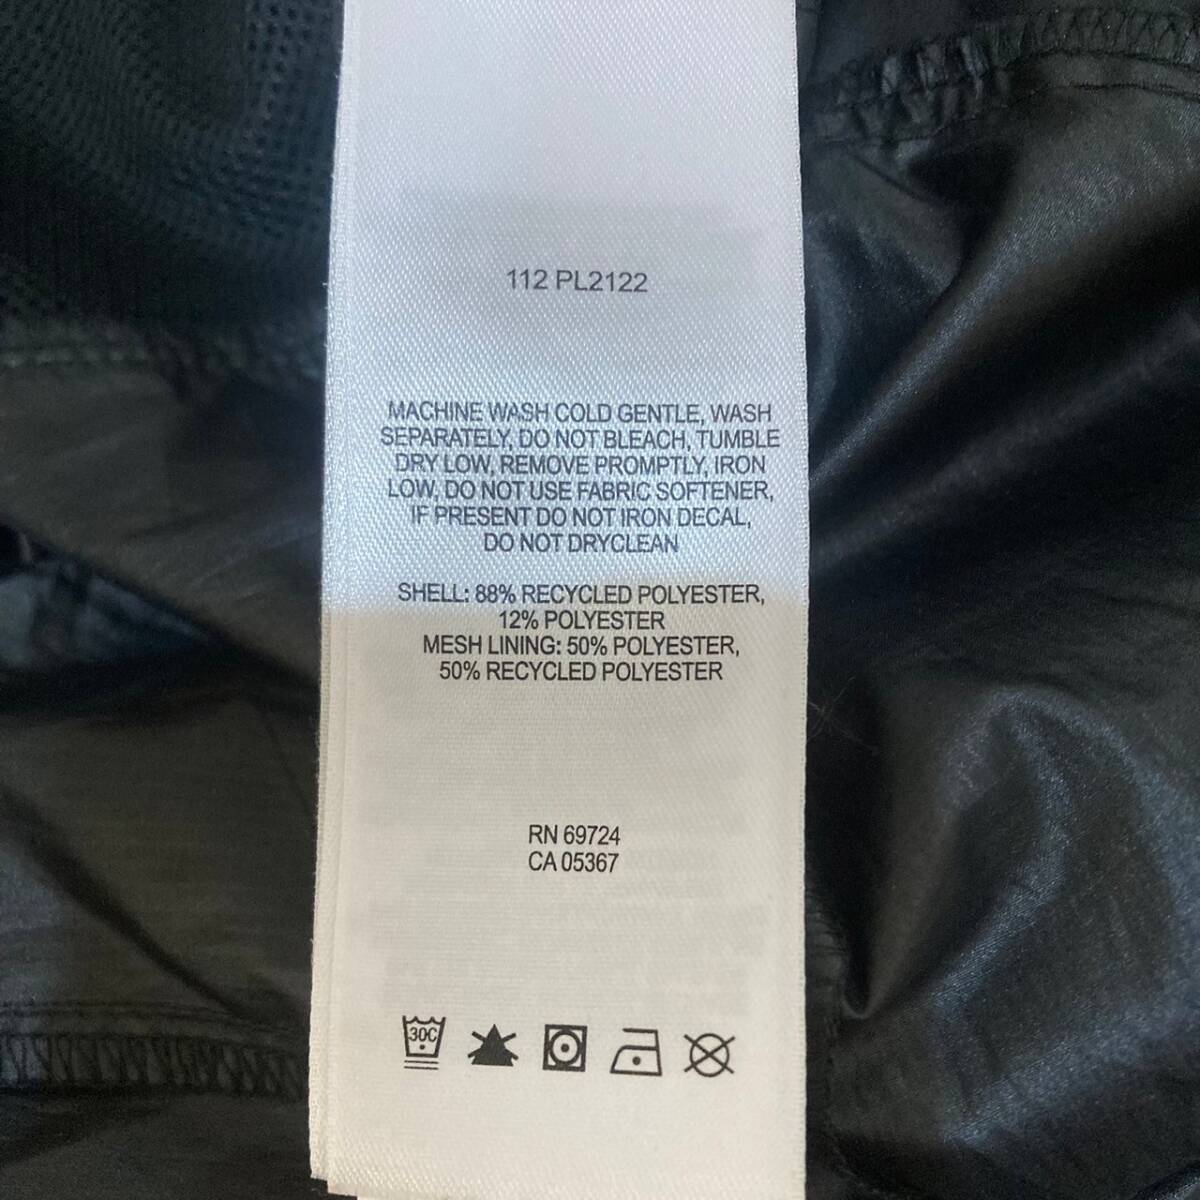 112 PL2122
MACHINE WASH COLD GENTLE, WASH
SEPARATELY, DO NOT BLEACH, TUMBLE
DRY LOW, REMOVE PROMPTLY, IRON
LOW, DO NOT USE FABRIC SOFTENER,
IF PRESENT DO NOT IRON DECAL,
DO NOT DRYCLEAN
SHELL: 88% RECYCLED POLYESTER,
12% POLYESTER
MESH LINING: 50% POLYESTER,
50% RECYCLED POLYESTER
RN 69724
CA 05367
30C